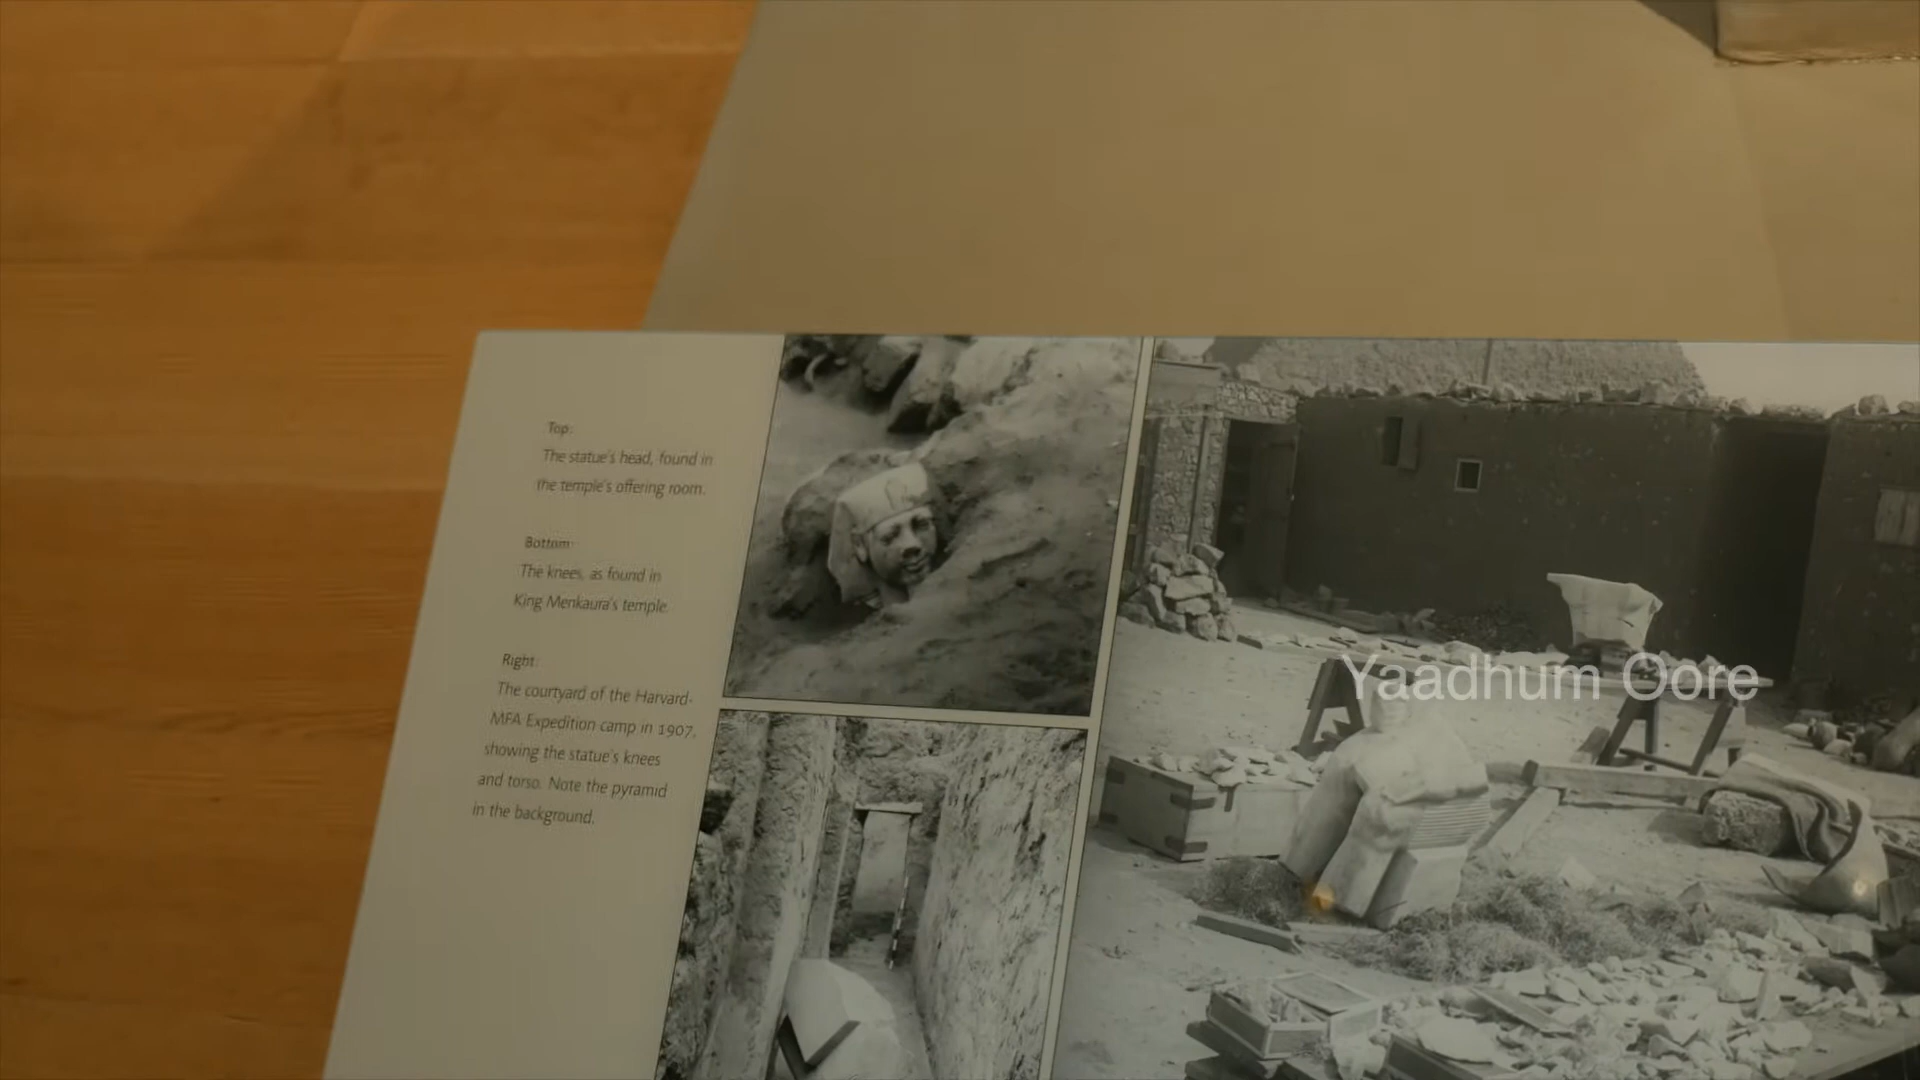 Top:
The statue's head, found in
the temple's offering room.
Bottom:
The knees, as found in
King Menkaura's temple.
Right:
The courtyard of the Harvard-
MFA Expedition camp in 1907,
showing the statue's knees
and torso. Note the pyramid
in the background.
Yaadhum Oore